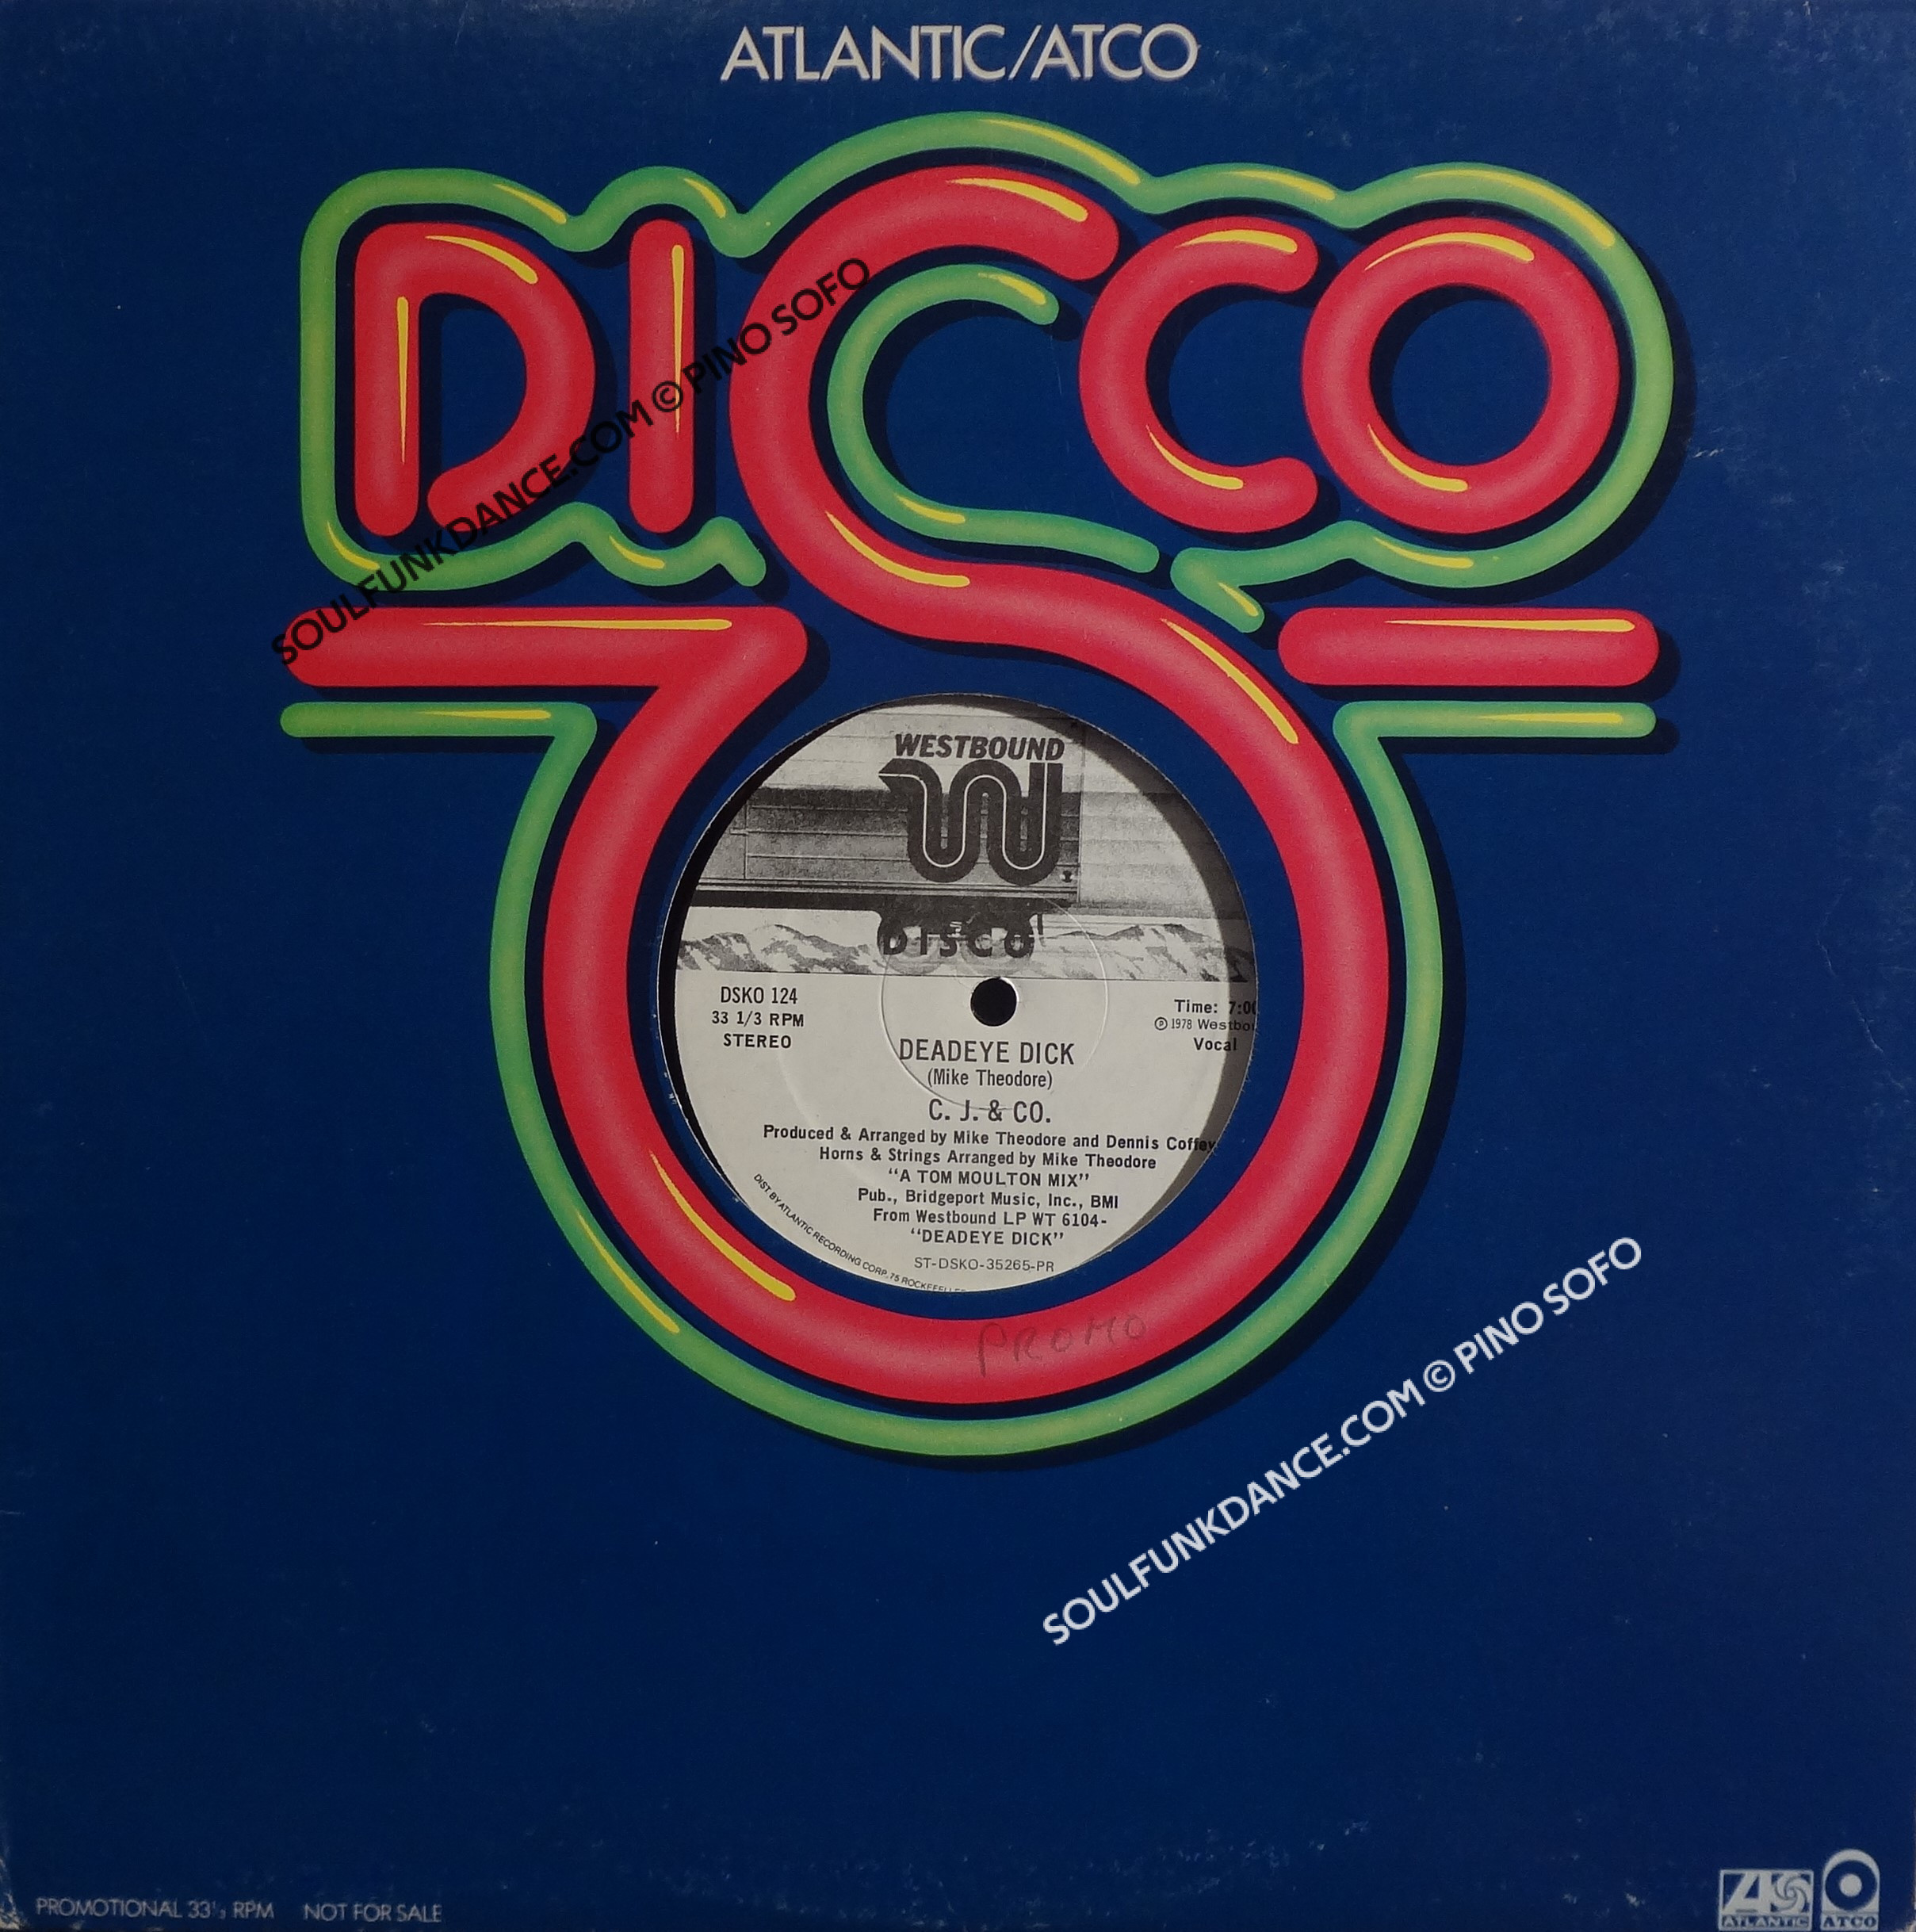 ATLANTIC/ATCO
DISCO
SOULFUNKDANCE.COM © PINO SOFO
WESTBOUND
W
DISCO
DSKO 124
33 1/3 RPM
STEREO
Time: 7:0
℗ 1978 Westbo
Vocal
DEADEYE DICK
(Mike Theodore)
C. J. & CO.
Produced & Arranged by Mike Theodore and Dennis Coffey
Horns & Strings Arranged by Mike Theodore
"A TOM MOULTON MIX"
Pub., Bridgeport Music, Inc., BMI
From Westbound LP WT 6104-
"DEADEYE DICK"
ST-DSKO-35265-PR
DIST BY ATLANTIC RECORDING CORP., 75 ROCKEFELLE
PROMO
SOULFUNKDANCE.COM © PINO SOFO
PROMOTIONAL 33⅓ RPM NOT FOR SALE
ATLANTIC
ATCO